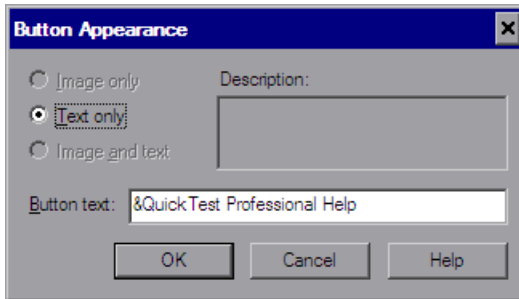 Button Appearance
Image only
Description:
Text only
Image and text
Button text: &QuickTest Professional Help
OK Cancel Help